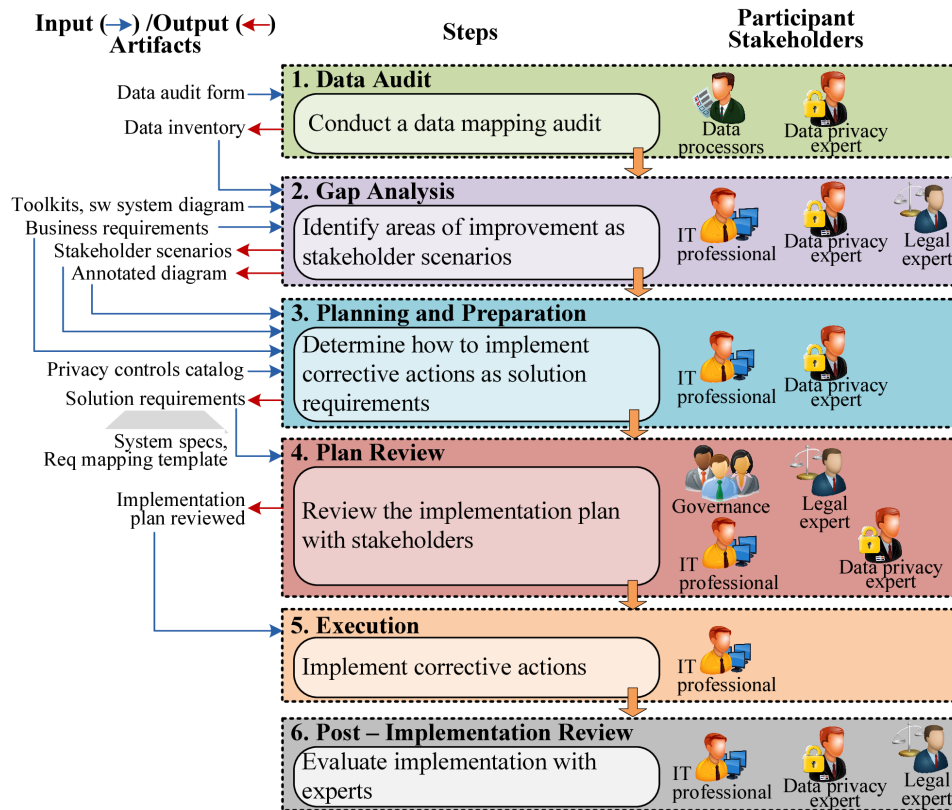 Input (→) /Output (←)
Artifacts
Steps
Participant
Stakeholders
1. Data Audit
Data audit form
Data inventory
Conduct a data mapping audit
Data
processors
Data privacy
expert
2. Gap Analysis
Toolkits, sw system diagram
Business requirements
Stakeholder scenarios
Annotated diagram
Identify areas of improvement as
stakeholder scenarios
IT
professional
Data privacy
expert
Legal
expert
3. Planning and Preparation
Privacy controls catalog
Solution requirements
System specs,
Req mapping template
Determine how to implement
corrective actions as solution
requirements
IT
professional
Data privacy
expert
4. Plan Review
Implementation
plan reviewed
Review the implementation plan
with stakeholders
Governance
Legal
expert
IT
professional
Data privacy
expert
5. Execution
Implement corrective actions
IT
professional
6. Post – Implementation Review
Evaluate implementation with
experts
IT
professional
Data privacy
expert
Legal
expert